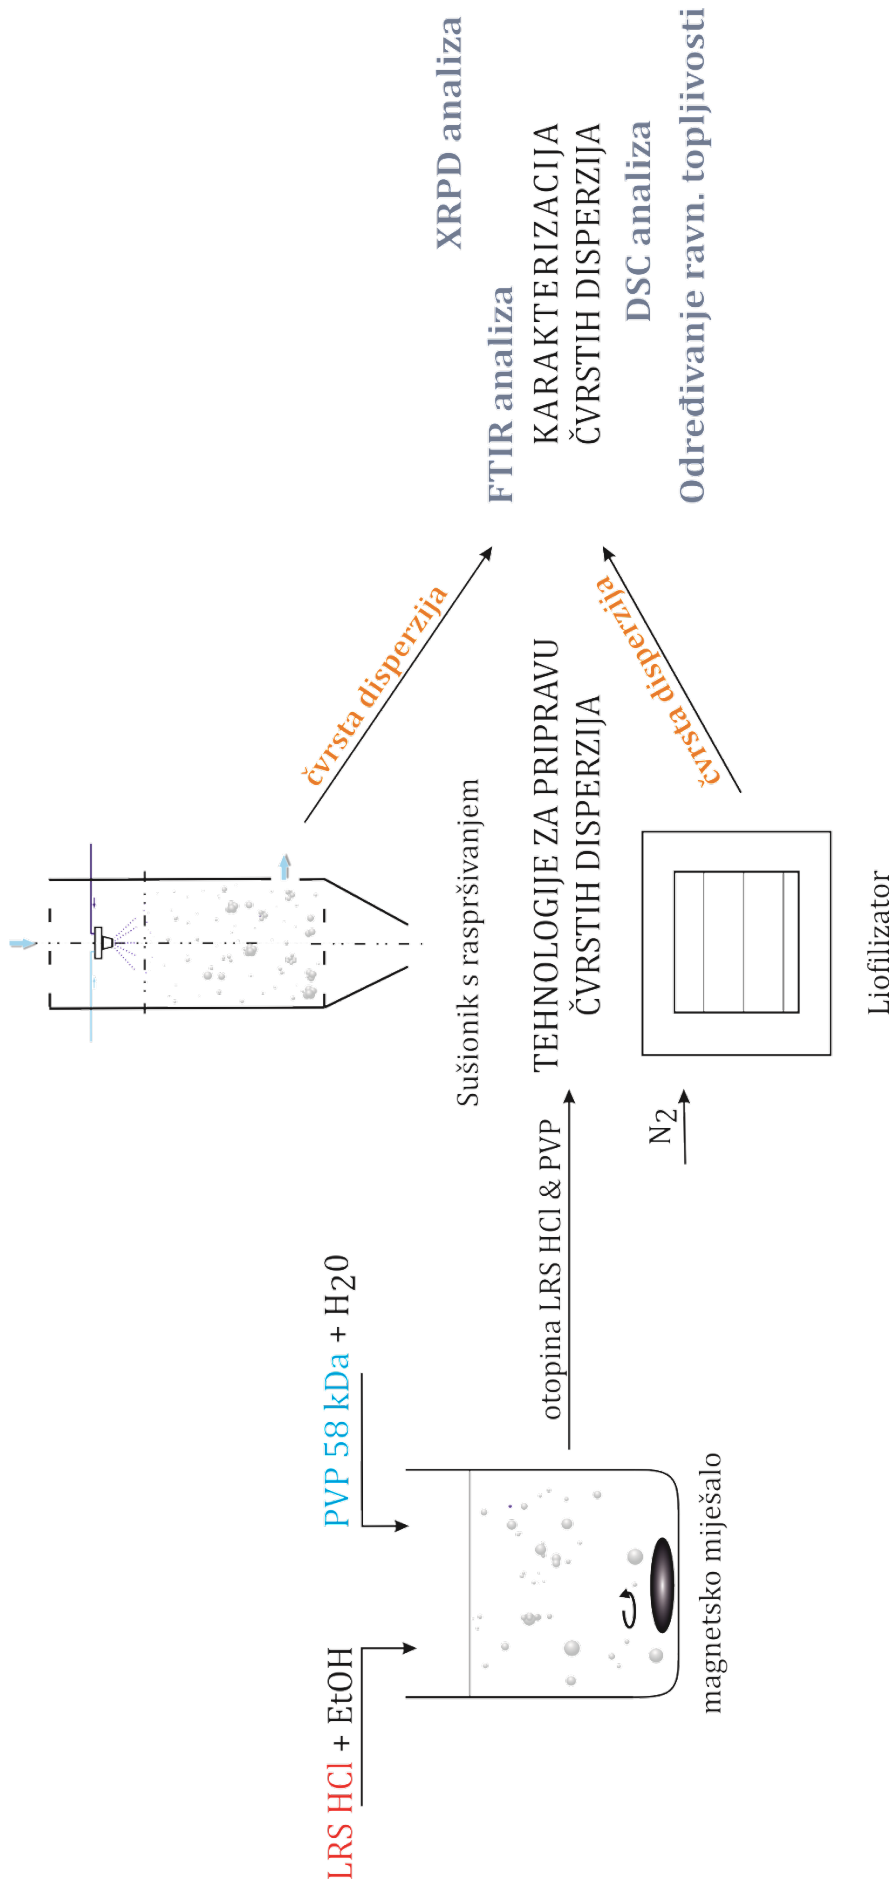 LRS HCl + EtOH
PVP 58 kDa + H2O
magnetsko miješalo
otopina LRS HCl & PVP
Sušionik s raspršivanjem
TEHNOLOGIJE ZA PRIPRAVU
ČVRSTIH DISPERZIJA
N2
Liofilizator
čvrsta disperzija
čvrsta disperzija
XRPD analiza
FTIR analiza
KARAKTERIZACIJA
ČVRSTIH DISPERZIJA
DSC analiza
Određivanje ravn. topljivosti